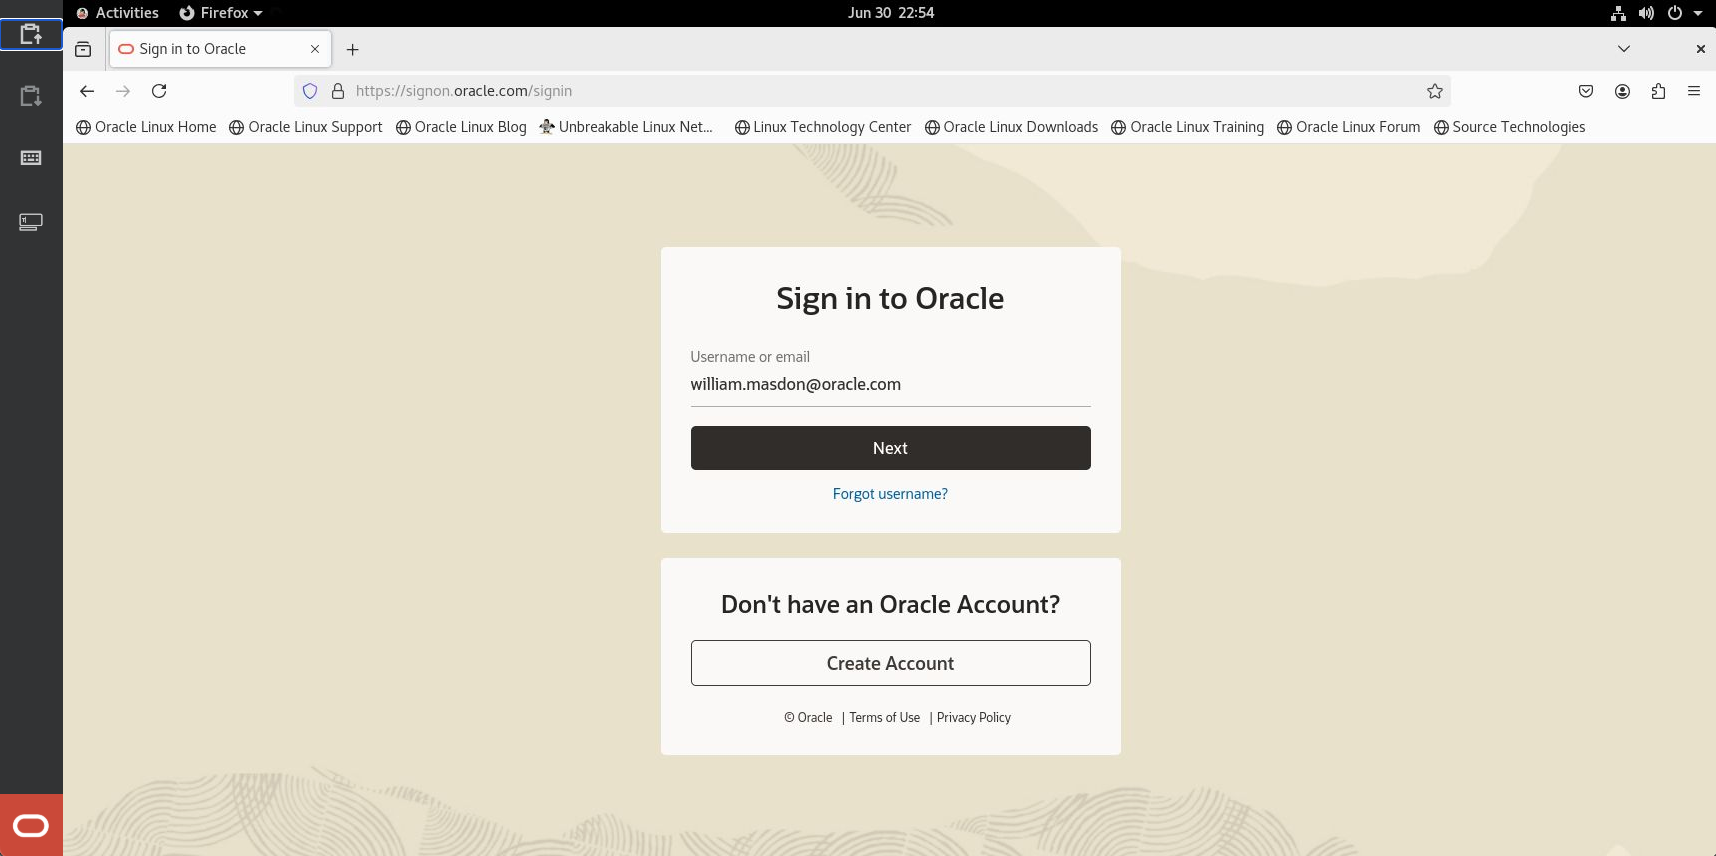 Activities Firefox Jun 30 22:54
Sign in to Oracle
https://signon.oracle.com/signin
Oracle Linux Home Oracle Linux Support Oracle Linux Blog Unbreakable Linux Net... Linux Technology Center Oracle Linux Downloads Oracle Linux Training Oracle Linux Forum Source Technologies
Sign in to Oracle
Username or email
william.masdon@oracle.com
Next
Forgot username?
Don't have an Oracle Account?
Create Account
© Oracle | Terms of Use | Privacy Policy